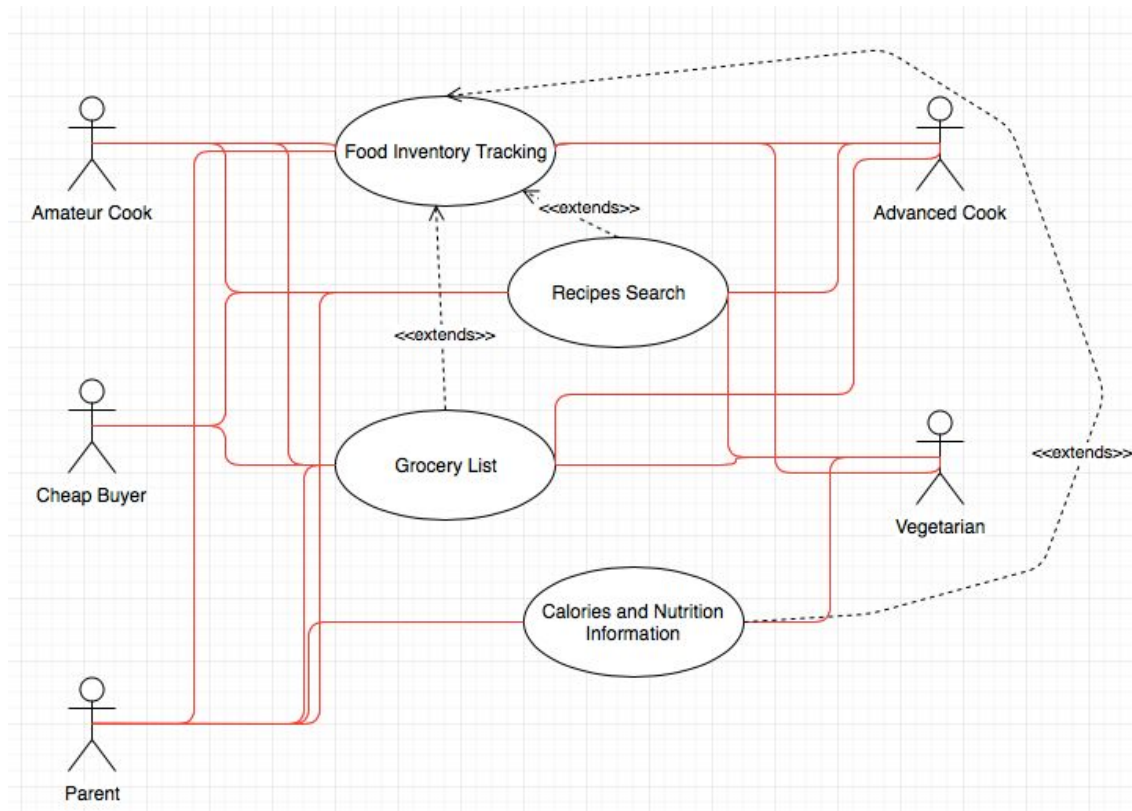 Food Inventory Tracking
Amateur Cook
Advanced Cook
<<extends>>
Recipes Search
<<extends>>
Grocery List
<<extends>>
Cheap Buyer
Vegetarian
Calories and Nutrition
Information
Parent